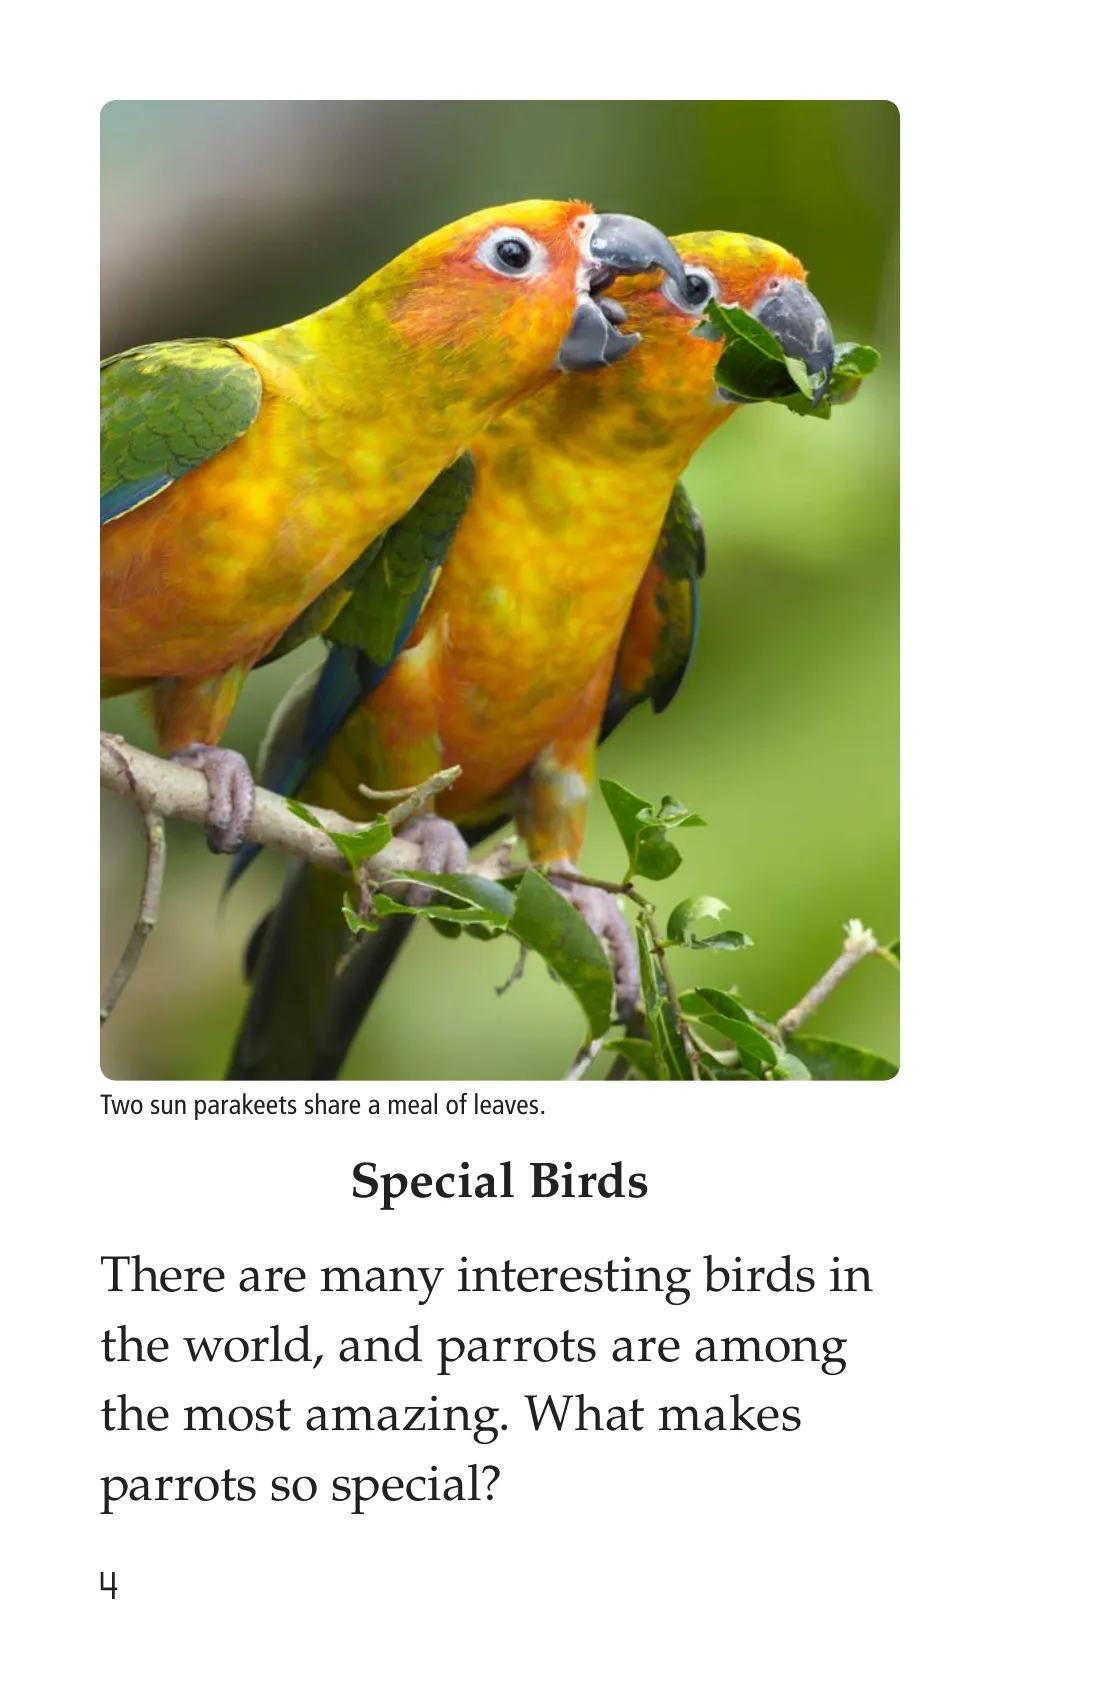 Two sun parakeets share a meal of leaves.
Special Birds
There are many interesting birds in
the world, and parrots are among
the most amazing. What makes
parrots so special?
4